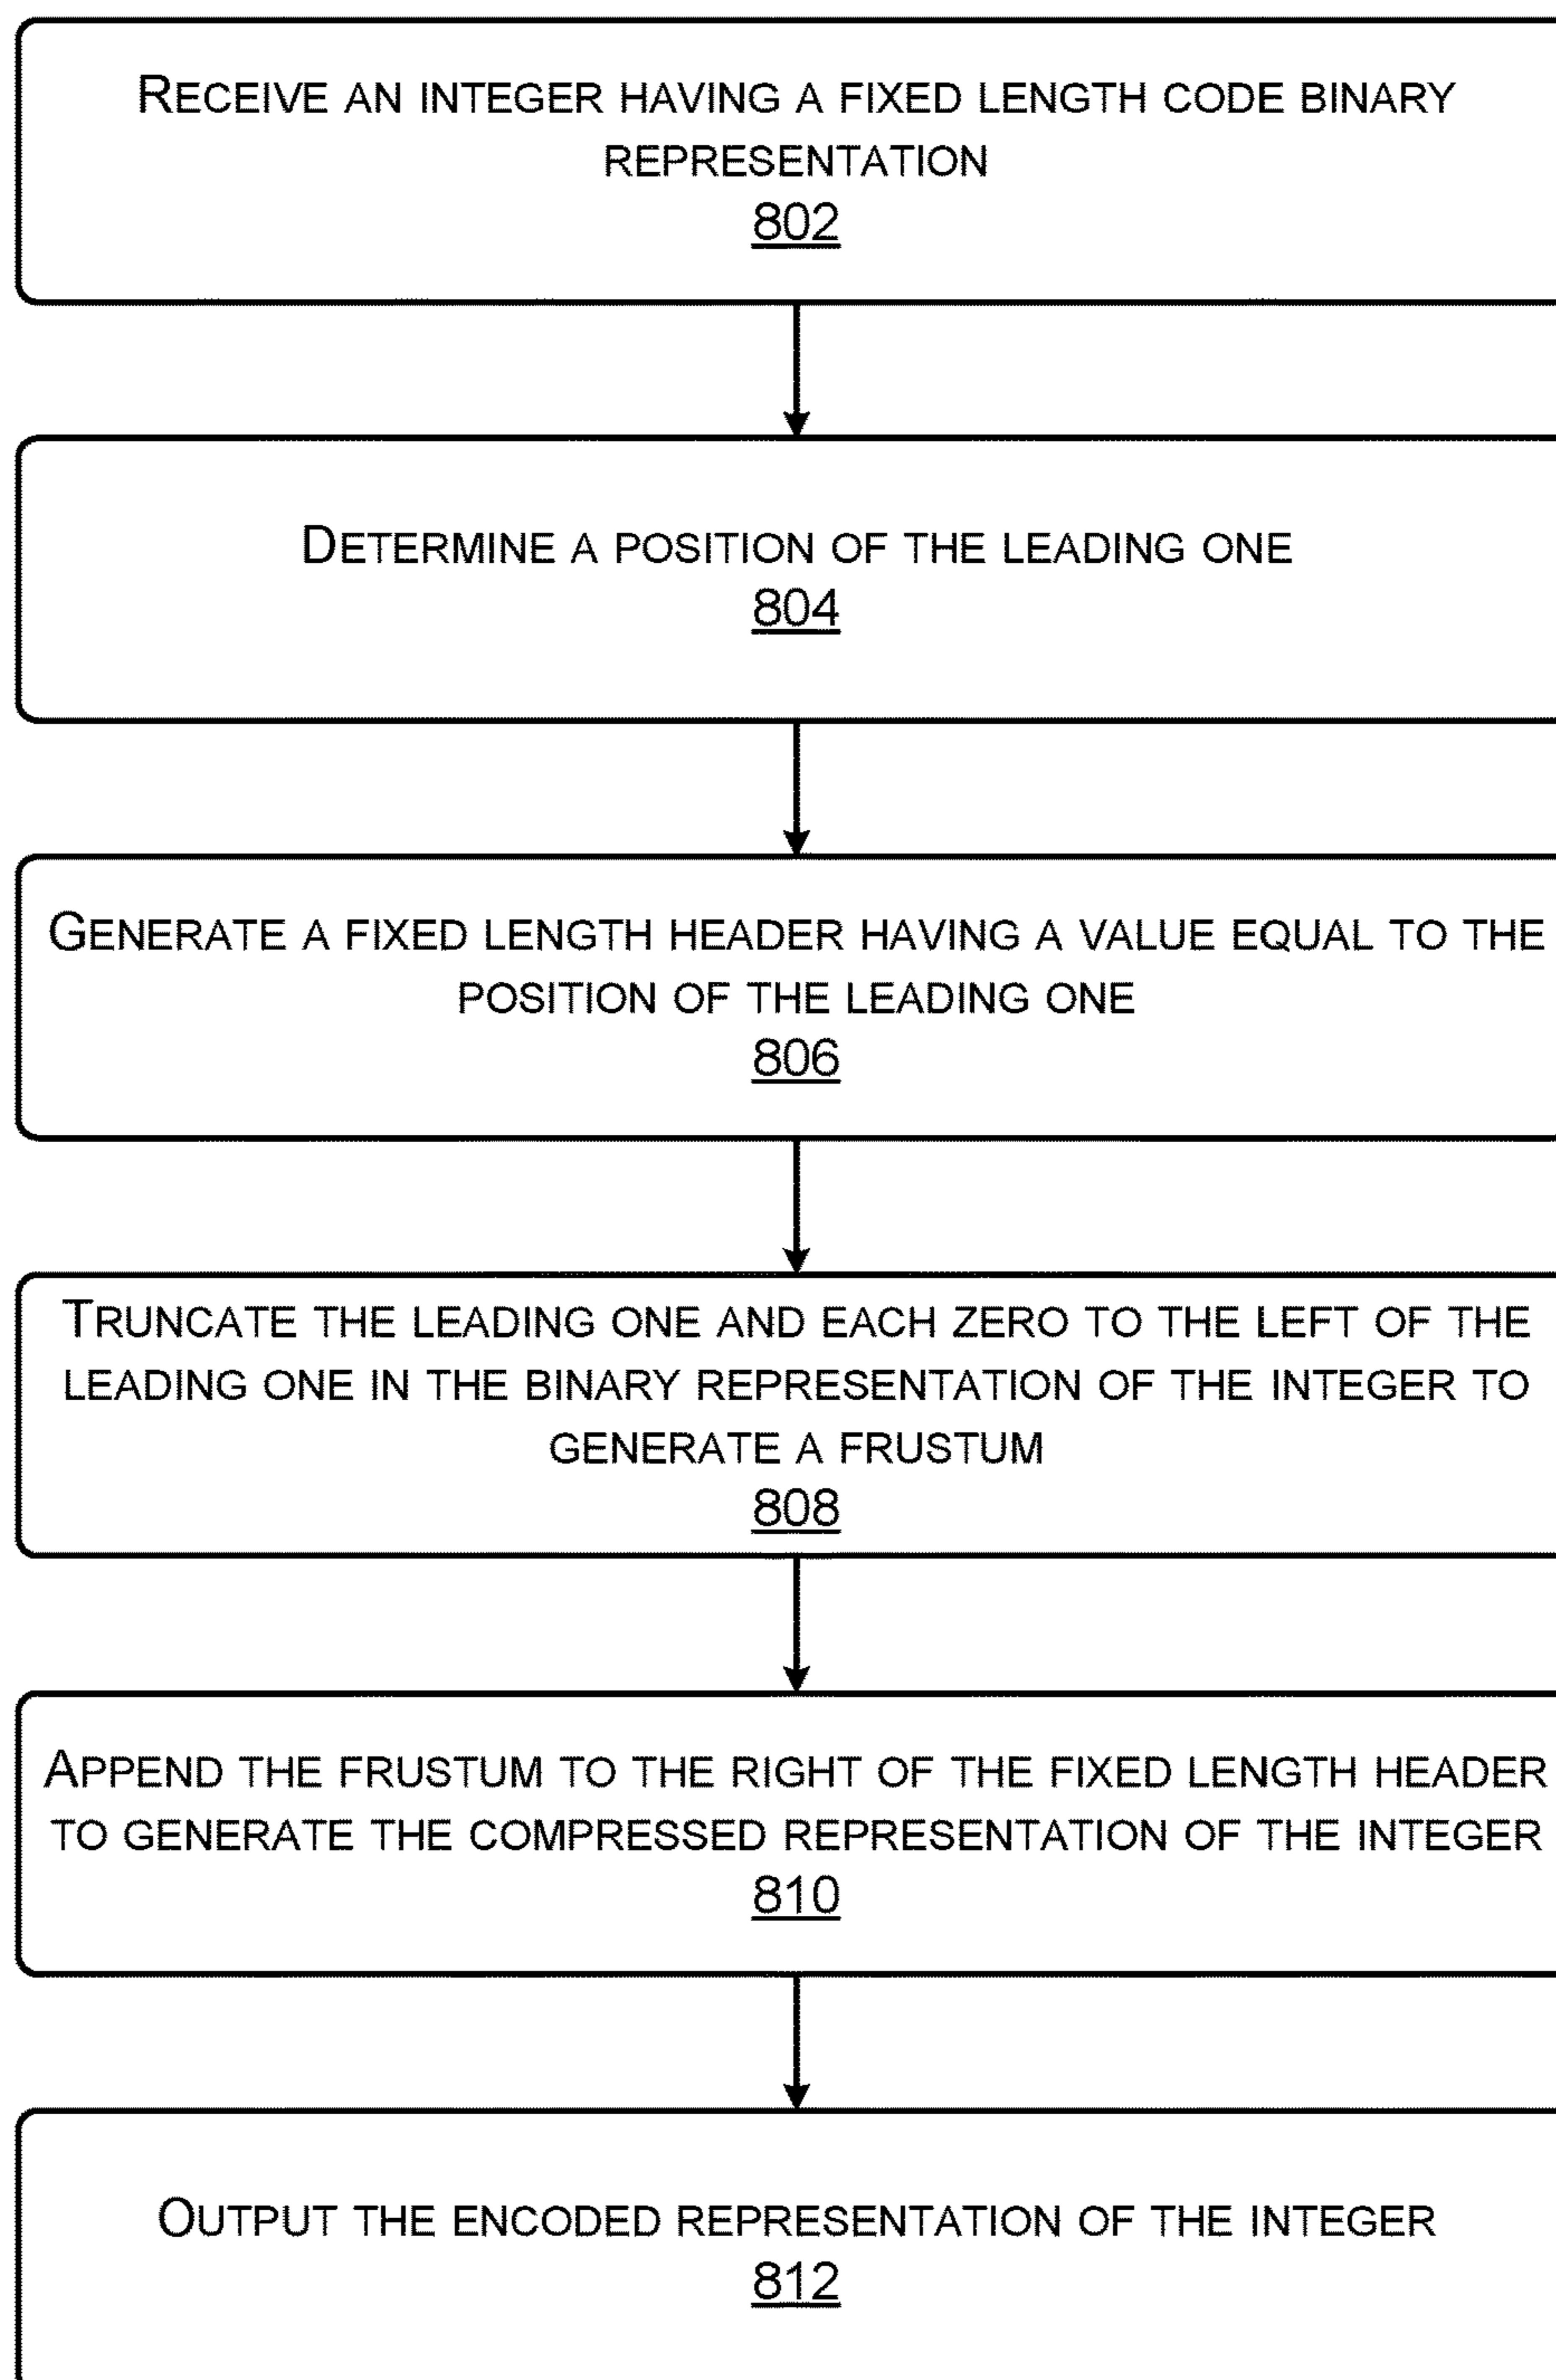 RECEIVE AN INTEGER HAVING A FIXED LENGTH CODE BINARY
REPRESENTATION
802
DETERMINE A POSITION OF THE LEADING ONE
804
GENERATE A FIXED LENGTH HEADER HAVING A VALUE EQUAL TO THE
POSITION OF THE LEADING ONE
806
TRUNCATE THE LEADING ONE AND EACH ZERO TO THE LEFT OF THE
LEADING ONE IN THE BINARY REPRESENTATION OF THE INTEGER TO
GENERATE A FRUSTUM
808
APPEND THE FRUSTUM TO THE RIGHT OF THE FIXED LENGTH HEADER
TO GENERATE THE COMPRESSED REPRESENTATION OF THE INTEGER
810
OUTPUT THE ENCODED REPRESENTATION OF THE INTEGER
812